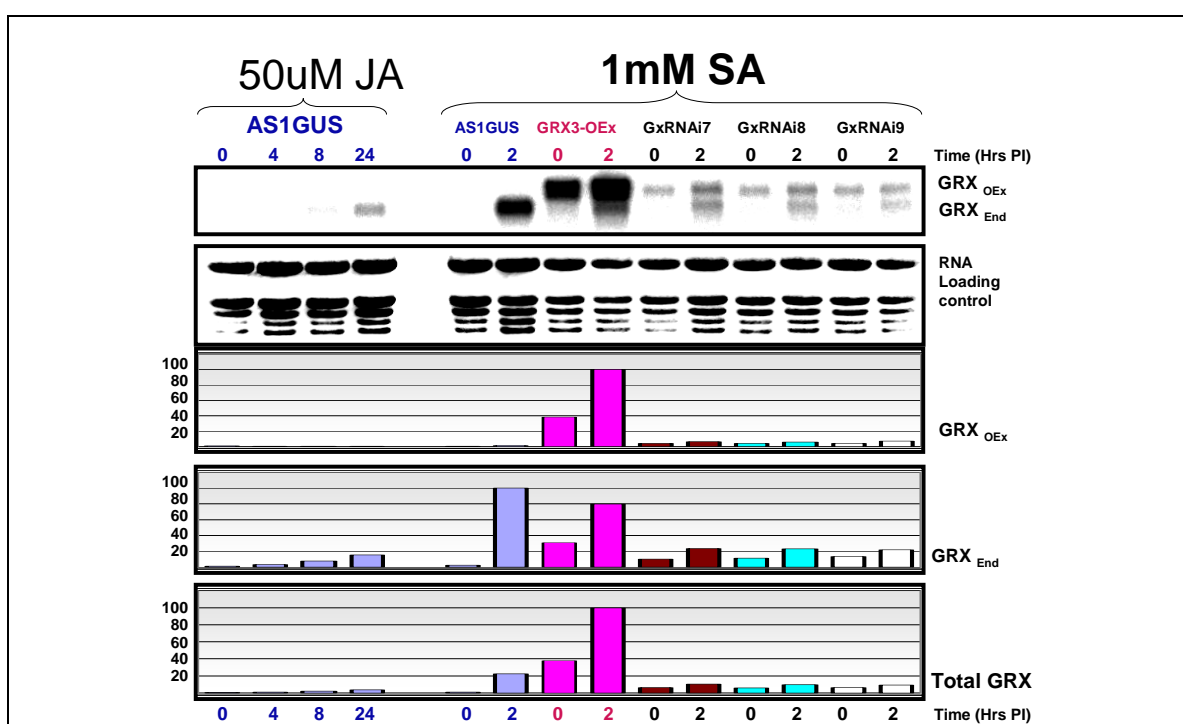 50uM JA 1mM SA
AS1GUS AS1GUS GRX3-OEx GxRNAi7 GxRNAi8 GxRNAi9
0 4 8 24 0 2 0 2 0 2 0 2 0 2 Time (Hrs PI)
GRX OEx
GRX End
RNA
Loading
control
100
80
60
40
20
GRX OEx
100
80
60
40
20
GRX End
100
80
60
40
20
Total GRX
0 4 8 24 0 2 0 2 0 2 0 2 0 2 Time (Hrs PI)